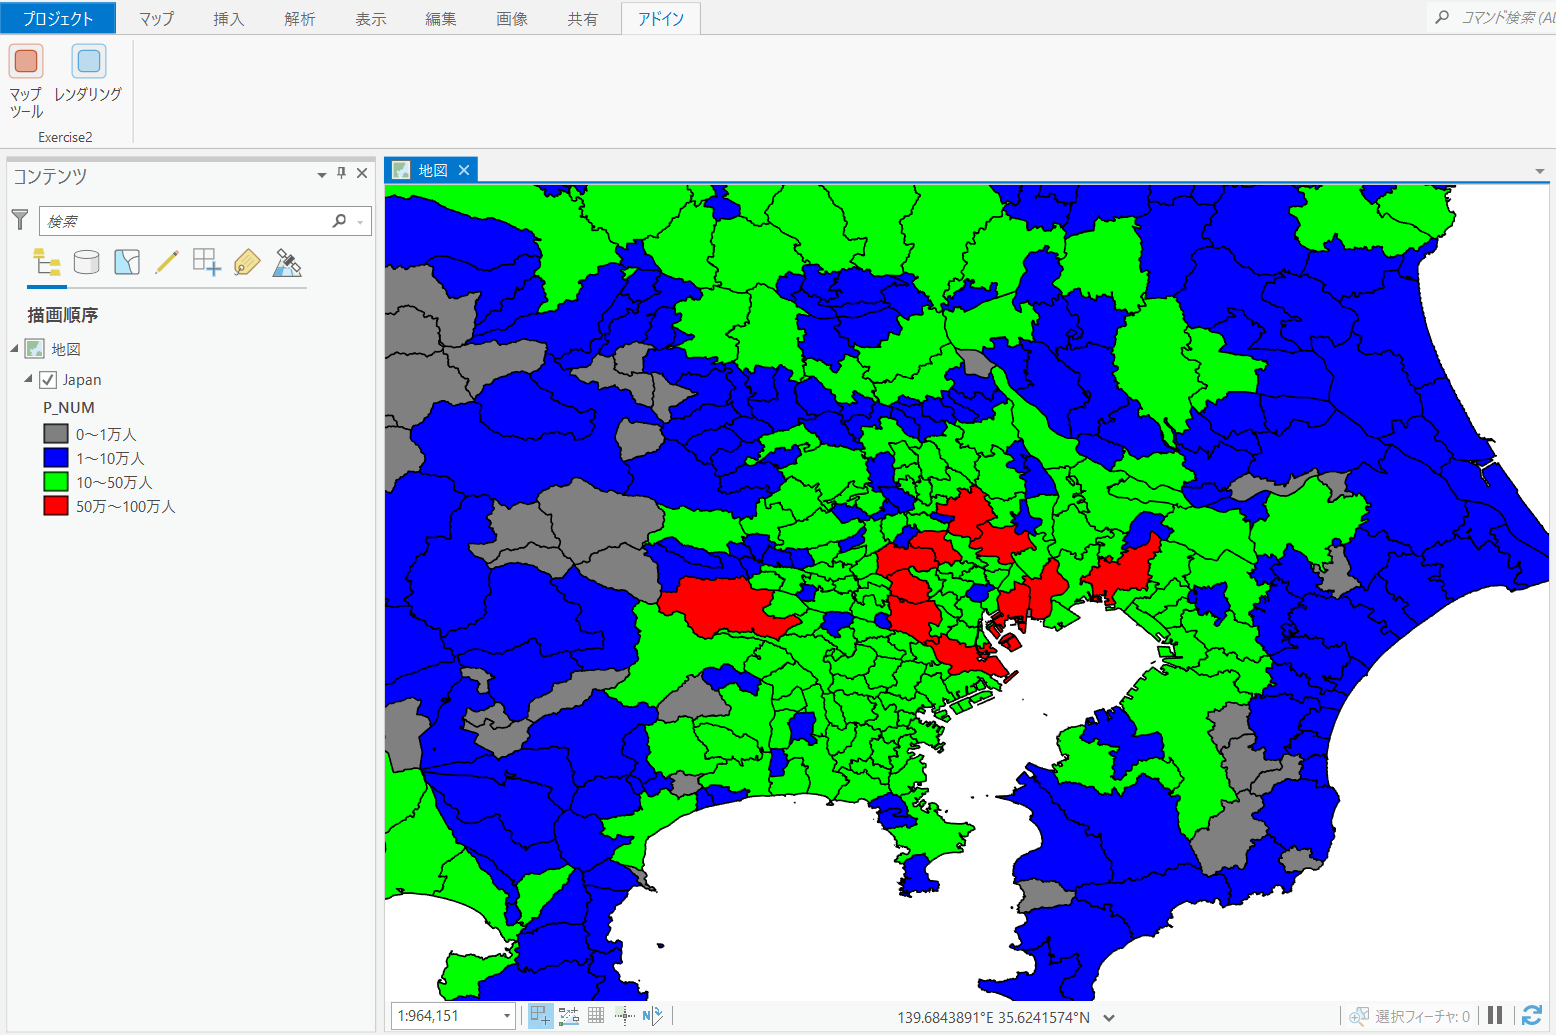 プロジェクト マップ 挿入 解析 表示 編集 画像 共有 アドイン コマンド検索 (Al
マップ
ツール
レンダリング
Exercise2
コンテンツ
検索
描画順序
地図
Japan
P_NUM
0～1万人
1～10万人
10～50万人
50万～100万人
地図
1:964,151
139.6843891°E 35.6241574°N
選択フィーチャ: 0